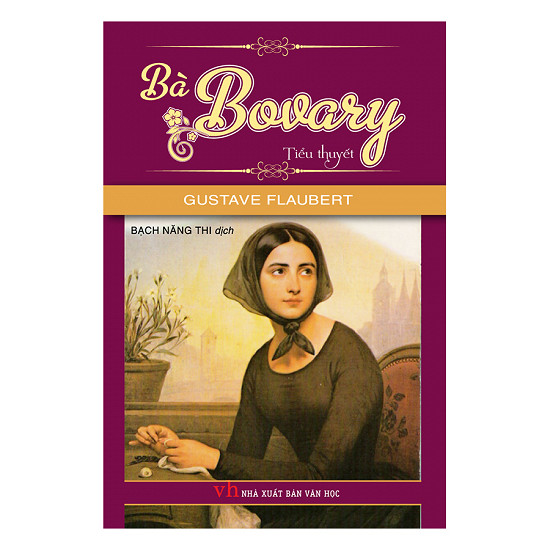 Bà
Bovary
Tiểu thuyết
GUSTAVE FLAUBERT
BẠCH NĂNG THI dịch
vh NHÀ XUẤT BẢN VĂN HỌC